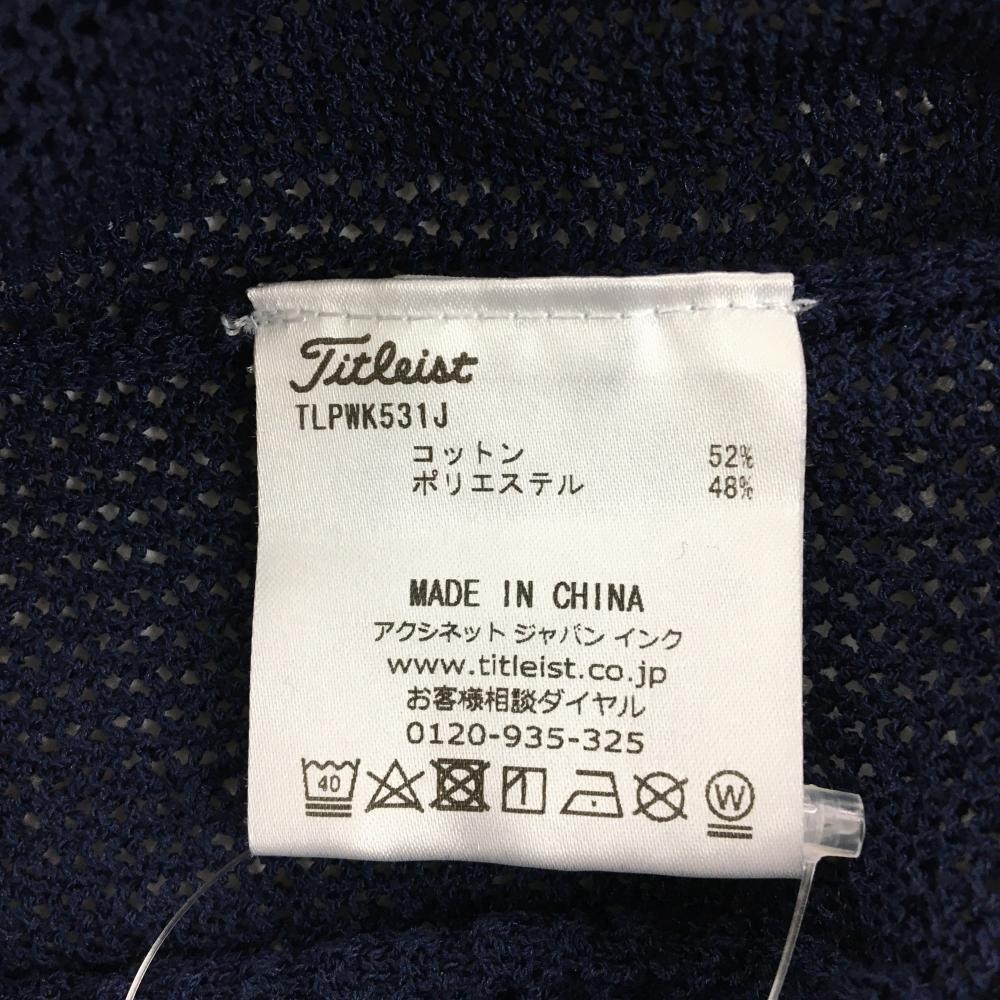 Titleist
TLPWK531J
コットン 52%
ポリエステル 48%
MADE IN CHINA
アクシネット ジャパン インク
www.titleist.co.jp
お客様相談ダイヤル
0120-935-325
40
W